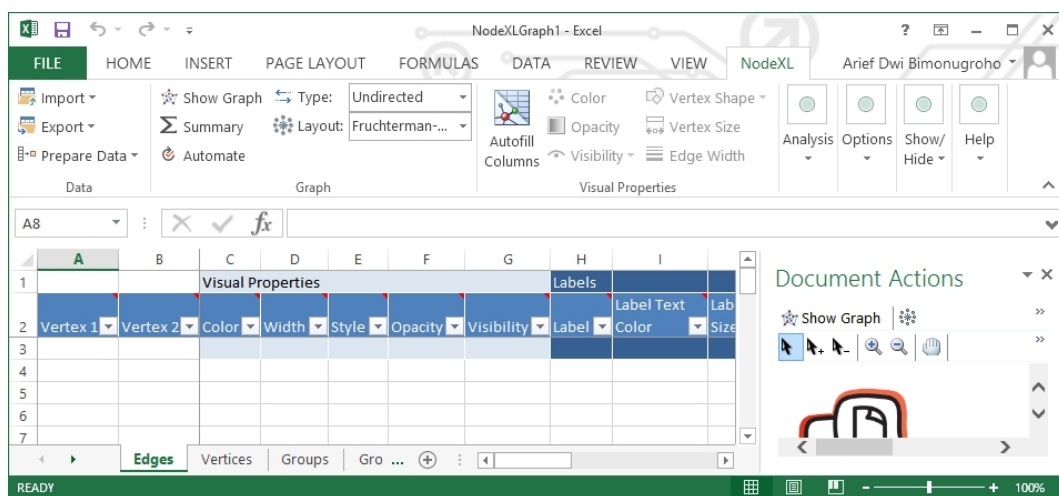 NodeXLGraph1 - Excel
FILE HOME INSERT PAGE LAYOUT FORMULAS DATA REVIEW VIEW NodeXL Arief Dwi Bimonugroho
Import Show Graph Type: Undirected Color Vertex Shape
Export Summary Layout: Fruchterman-... Autofill Columns Opacity Vertex Size Analysis Options Show/ Hide Help
Prepare Data Automate Visibility Edge Width
Data Graph Visual Properties
A8 fx
A B C D E F G H I
1 Visual Properties Labels
2 Vertex 1 Vertex 2 Color Width Style Opacity Visibility Label Label Text Color Lab Size
3
4
5
6
7
Document Actions
Show Graph
Edges Vertices Groups Gro ...
READY 100%